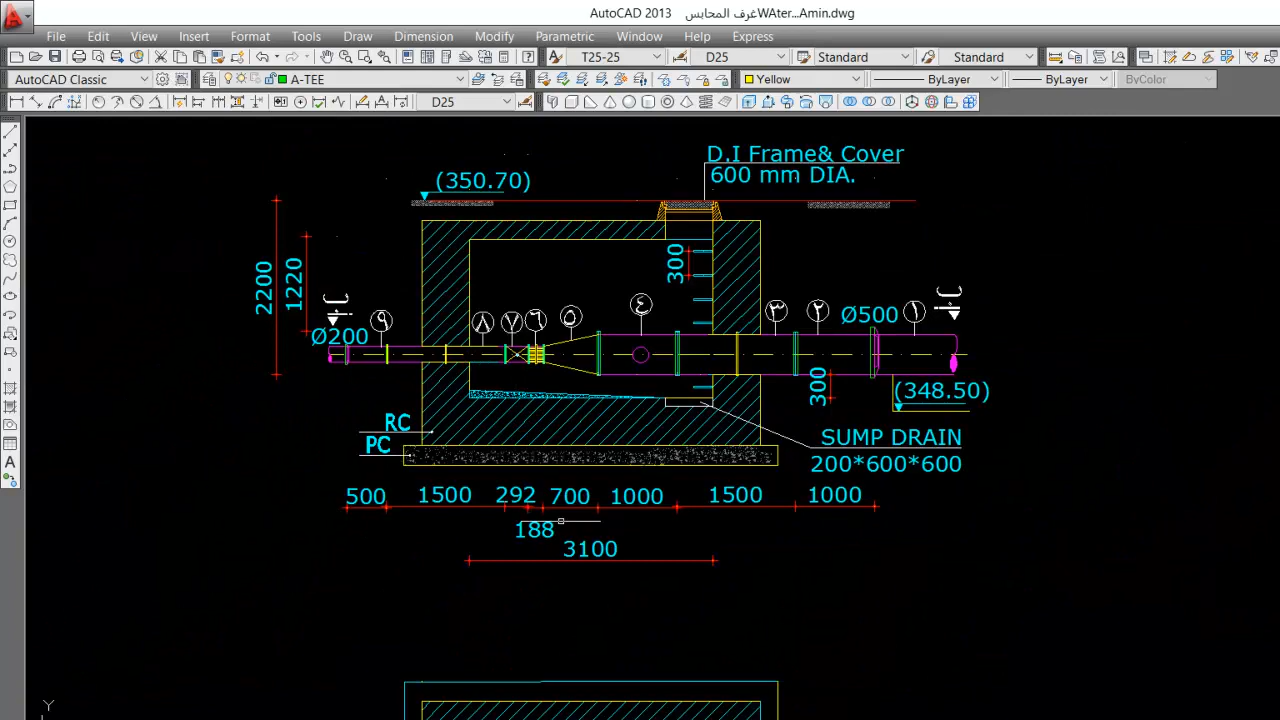 AutoCAD 2013 غرف المحابسWAter...Amin.dwg
File Edit View Insert Format Tools Draw Dimension Modify Parametric Window Help Express
T25-25 D25 Standard Standard
AutoCAD Classic A-TEE Yellow ByLayer ByLayer ByColor
D25
D.I Frame& Cover
600 mm DIA.
(350.70)
2200
1220
300
ب
ب
Ø200
٩
٨
٧
٦
٥
٤
٣
٢
Ø500
١
300
(348.50)
RC
PC
SUMP DRAIN
200*600*600
500 1500 292 700 1000 1500 1000
188
3100
Y